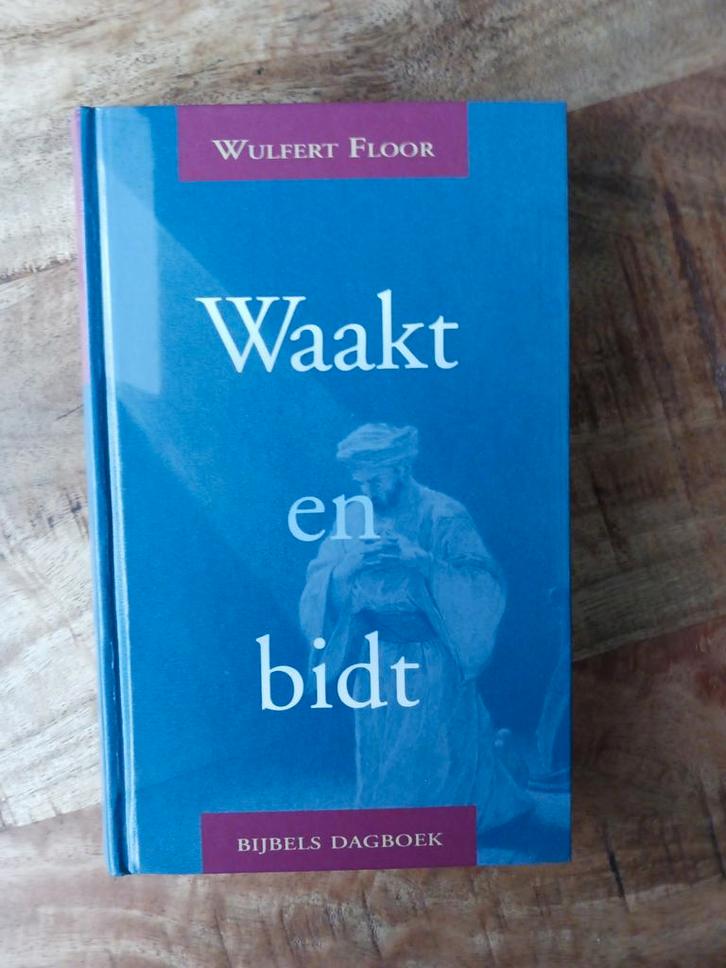 Wulfert Floor
Waakt
en
bidt
Bijbels Dagboek